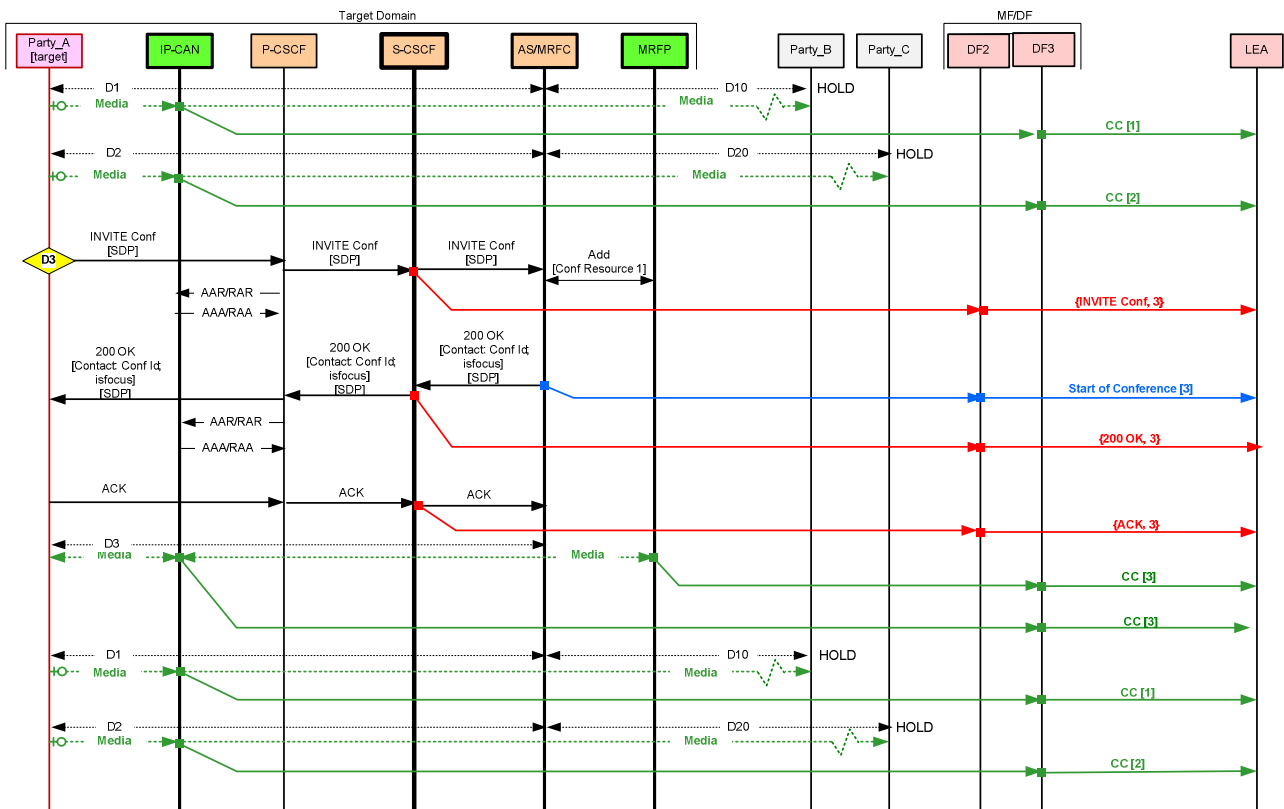 Target Domain
MF/DF
Party_A
[target]
IP-CAN
P-CSCF
S-CSCF
AS/MRFC
MRFP
Party_B
Party_C
DF2
DF3
LEA
D1
D10
HOLD
Media
Media
CC [1]
D2
D20
HOLD
Media
Media
CC [2]
D3
INVITE Conf
[SDP]
INVITE Conf
[SDP]
INVITE Conf
[SDP]
Add
[Conf Resource 1]
AAR/RAR
{INVITE Conf, 3}
AAA/RAA
200 OK
[Contact: Conf Id;
isfocus]
[SDP]
200 OK
[Contact: Conf Id;
isfocus]
[SDP]
200 OK
[Contact: Conf Id;
isfocus]
[SDP]
Start of Conference [3]
AAR/RAR
{200 OK, 3}
AAA/RAA
ACK
ACK
ACK
{ACK, 3}
D3
Media
Media
CC [3]
CC [3]
D1
D10
HOLD
Media
Media
CC [1]
D2
D20
HOLD
Media
Media
CC [2]